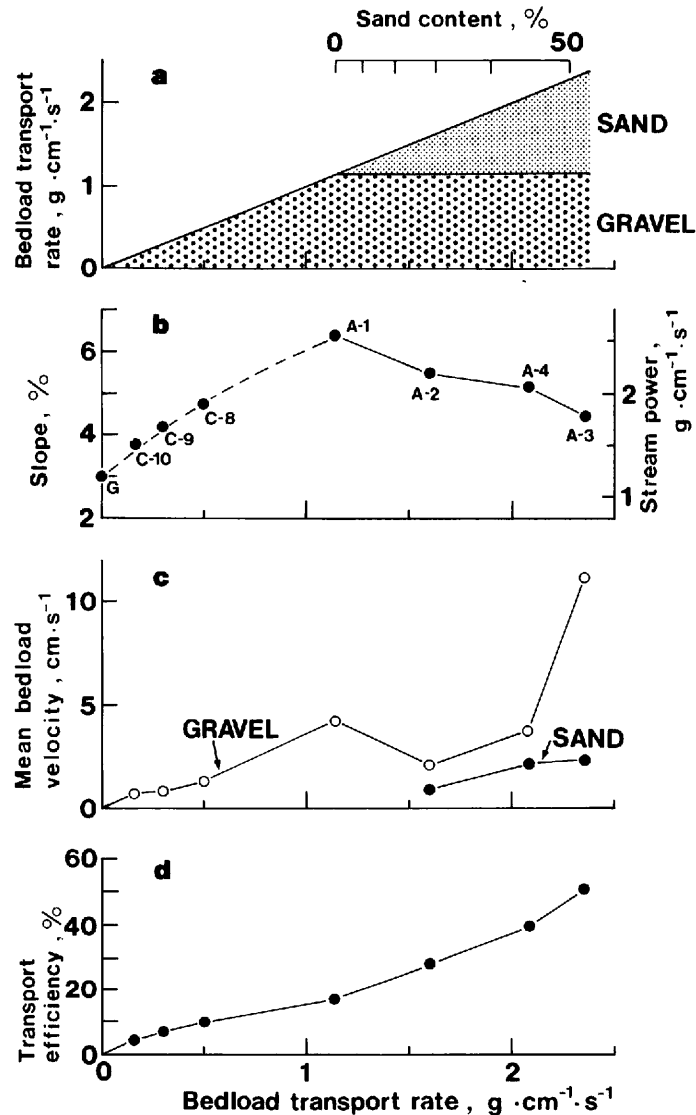 Sand content , %
0 50
a
Bedload transport
rate , g ·cm⁻¹·s⁻¹
2
1
0
SAND
GRAVEL
b
Slope, %
6
4
2
G̅
C-10
C-9
C-8
A-1
A-2
A-4
A-3
2
1
Stream power ,
g ·cm⁻¹·s⁻¹
c
Mean bedload
velocity, cm·s⁻¹
10
5
0
GRAVEL
SAND
d
Transport
efficiency , %
60
40
20
0
0 1 2
Bedload transport rate , g ·cm⁻¹·s⁻¹